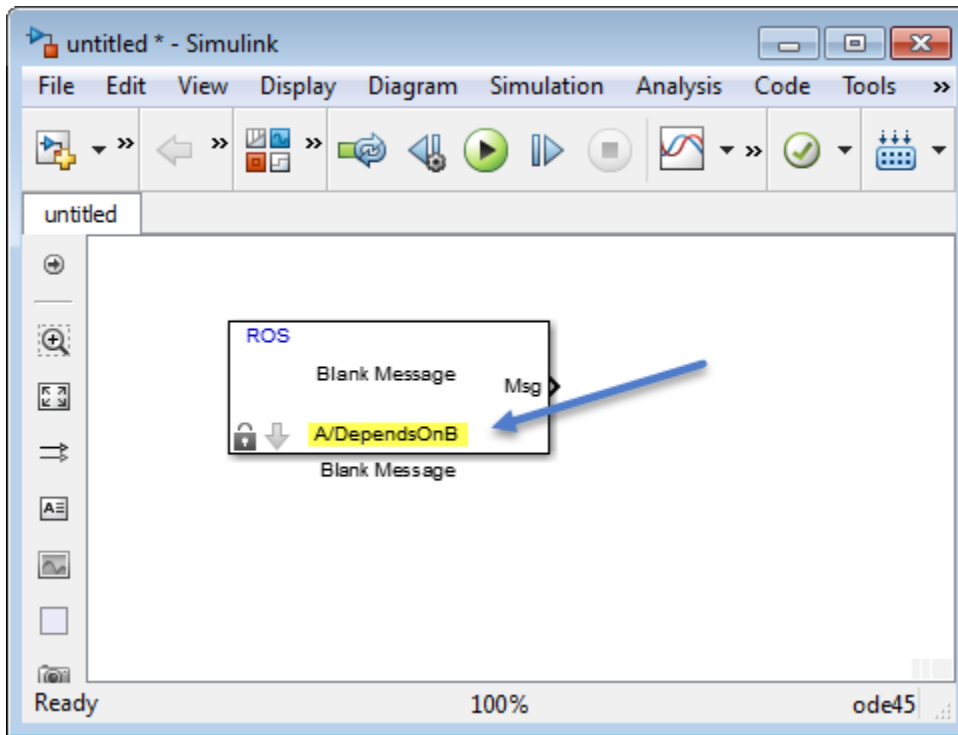 untitled * - Simulink
File Edit View Display Diagram Simulation Analysis Code Tools »
untitled
ROS
Blank Message
Msg
A/DependsOnB
Blank Message
Ready 100% ode45